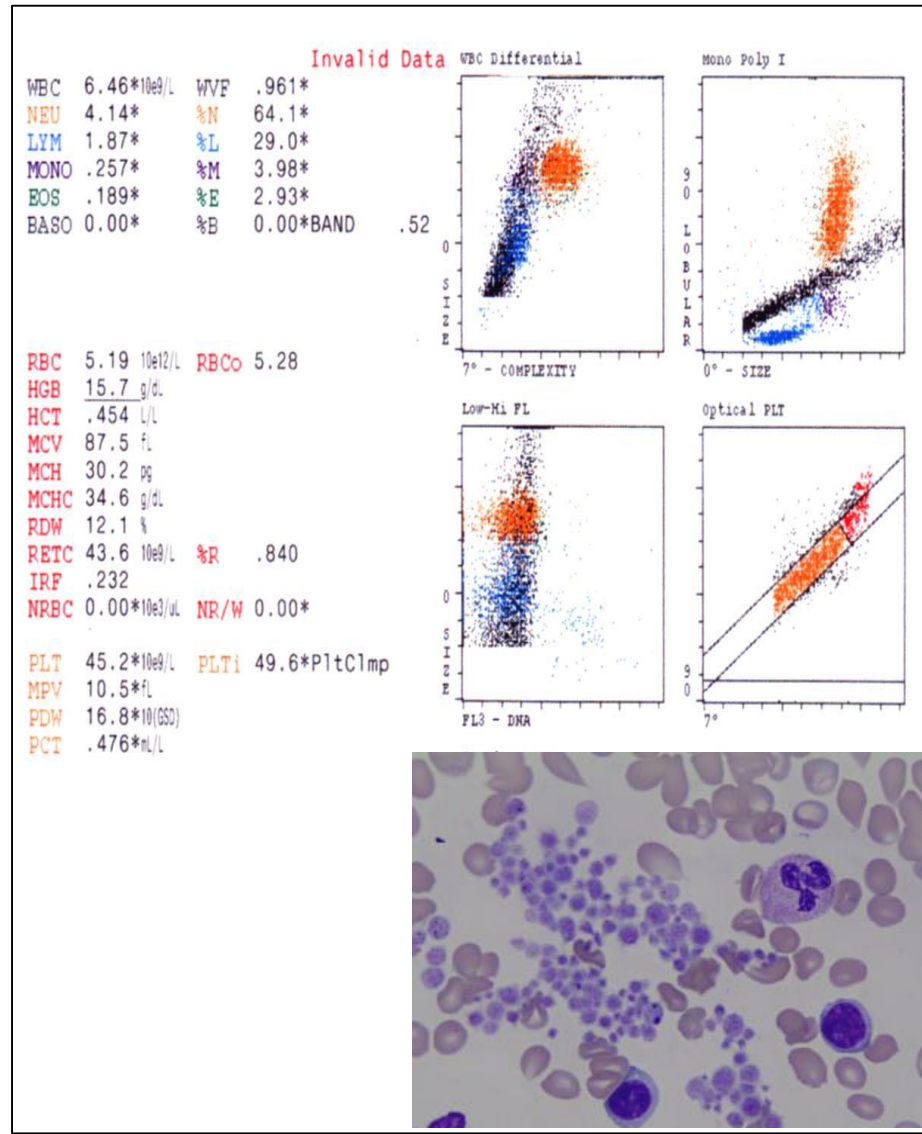 Invalid Data
WBC 6.46*10e9/L WVF .961*
NEU 4.14* %N 64.1*
LYM 1.87* %L 29.0*
MONO .257* %M 3.98*
EOS .189* %E 2.93*
BASO 0.00* %B 0.00*BAND .52
RBC 5.19 10e12/L RBCo 5.28
HGB 15.7 g/dL
HCT .454 L/L
MCV 87.5 fL
MCH 30.2 pg
MCHC 34.6 g/dL
RDW 12.1 %
RETC 43.6 10e9/L %R .840
IRF .232
NRBC 0.00*10e3/uL NR/W 0.00*
PLT 45.2*10e9/L PLTi 49.6*PltClmp
MPV 10.5*fL
PDW 16.8*10(GSD)
PCT .476*mL/L
WBC Differential
0 SIZE
7° - COMPLEXITY
Mono Poly I
90 LOBULAR
0° - SIZE
Low-Hi FL
0 SIZE
FL3 - DNA
Optical PLT
90
7°